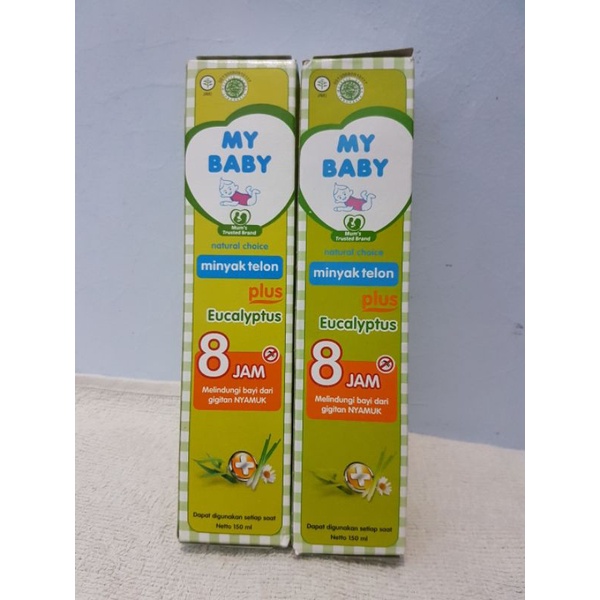 MY
BABY
Mum's
Trusted Brand
natural choice
minyak telon
plus
Eucalyptus
8 JAM
Melindungi bayi dari
gigitan NYAMUK
Dapat digunakan setiap saat
Netto 150 ml
MY
BABY
Mum's
Trusted Brand
natural choice
minyak telon
plus
Eucalyptus
8 JAM
Melindungi bayi dari
gigitan NYAMUK
Dapat digunakan setiap saat
Netto 150 ml